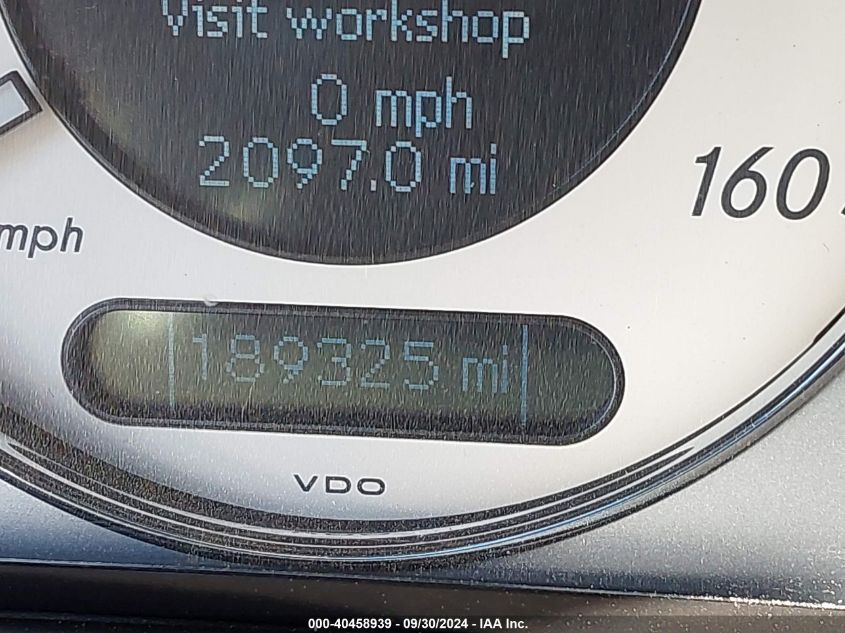 Visit workshop
0 mph
2097.0 mi
mph
160
189325 mi
VDO
000-40458939 - 09/30/2024 - IAA Inc.